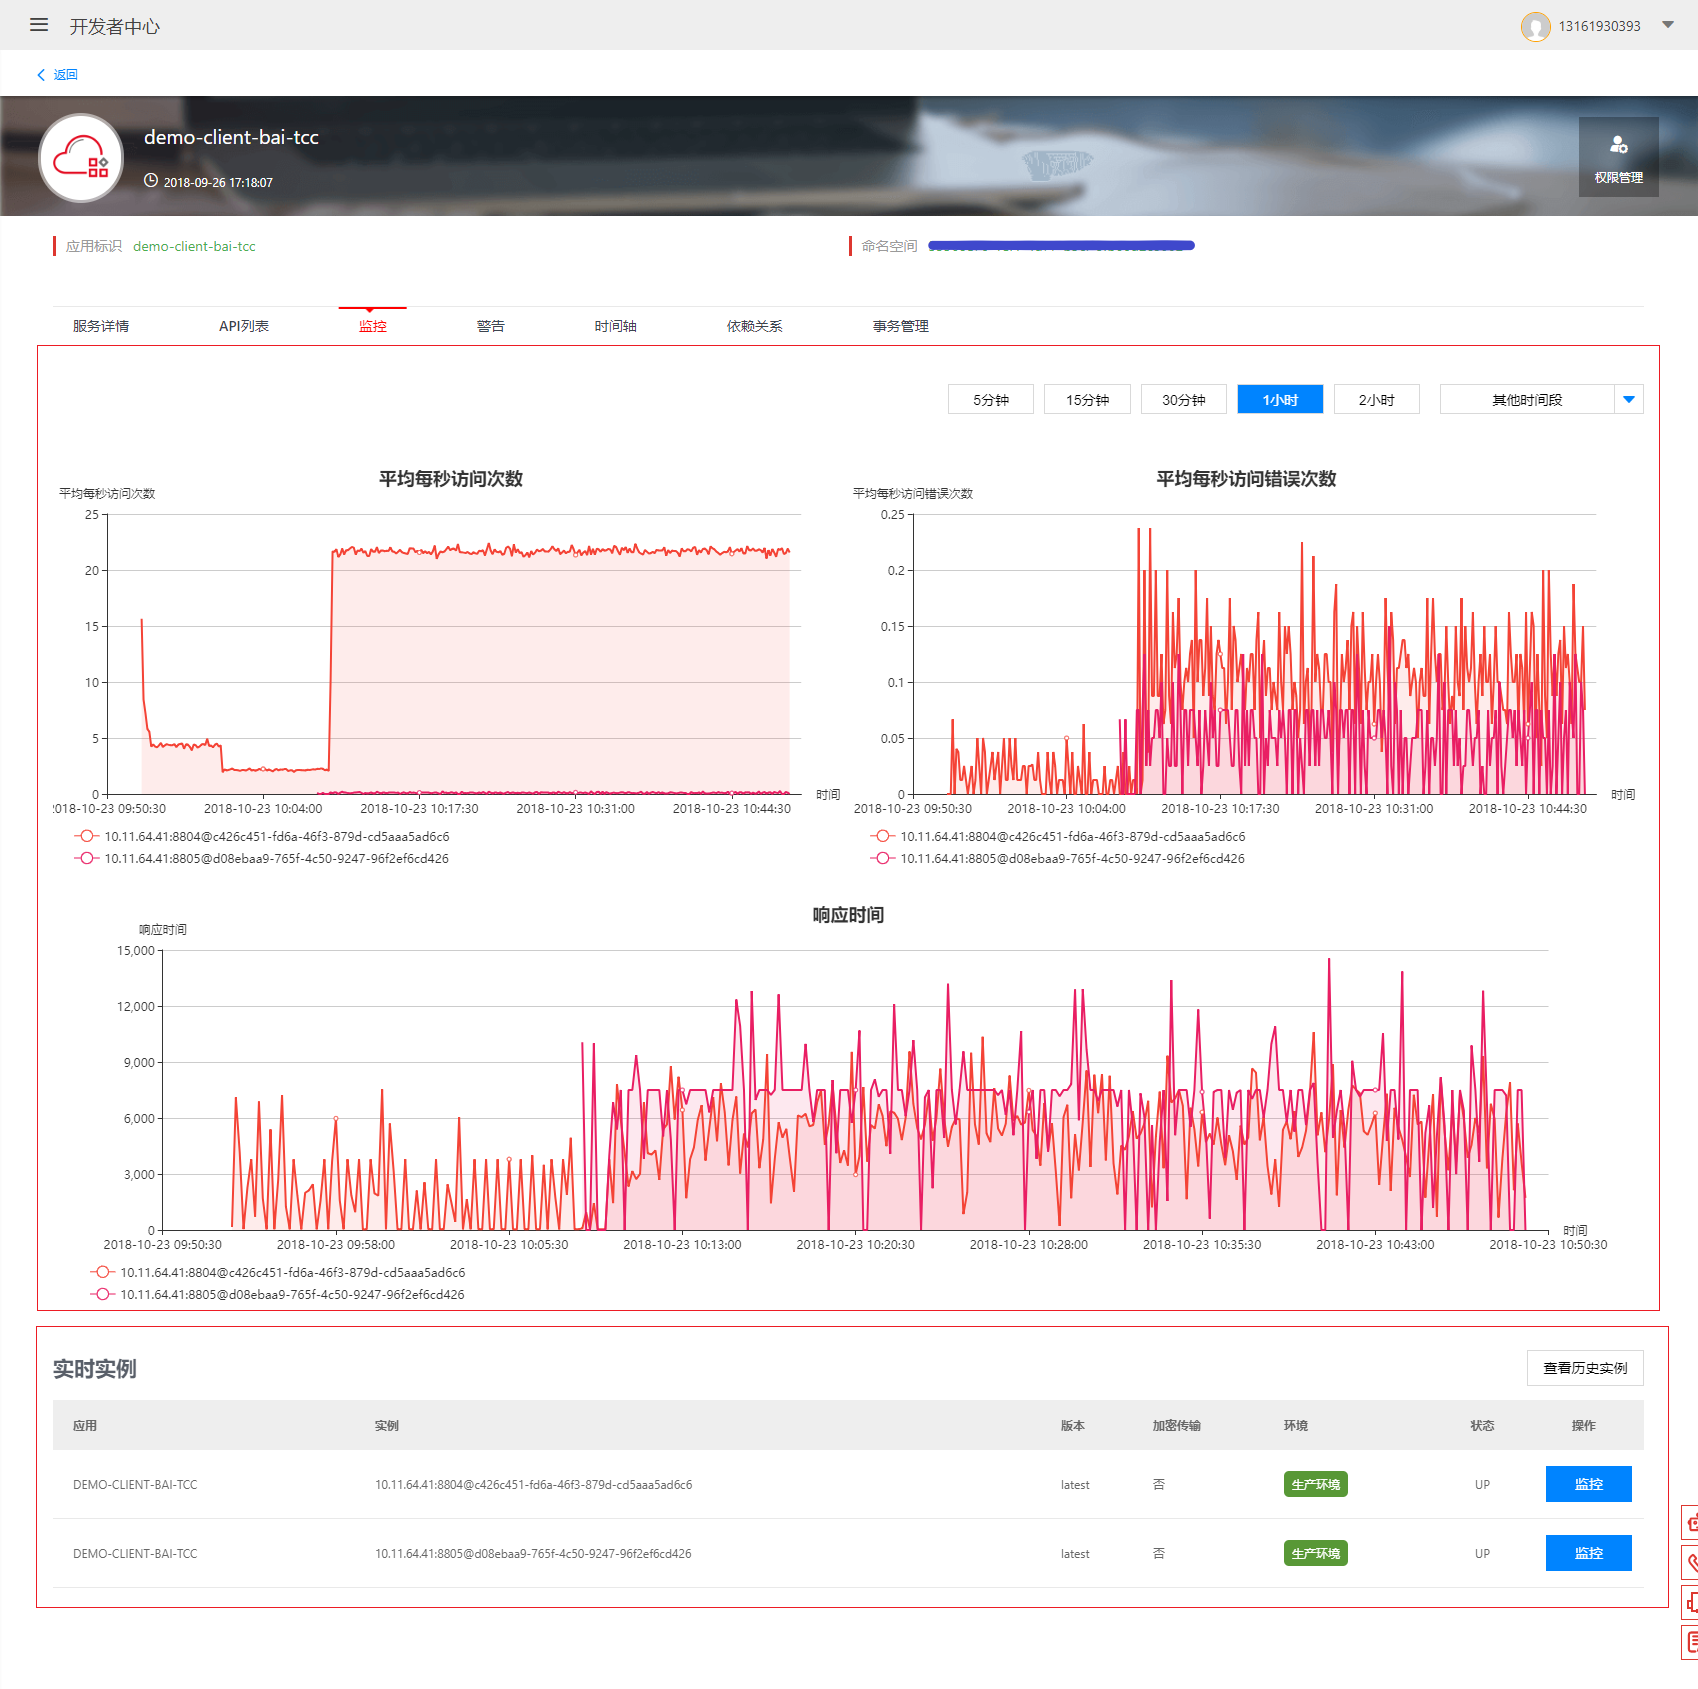 开发者中心
13161930393
返回
demo-client-bai-tcc
2018-09-26 17:18:07
权限管理
应用标识 demo-client-bai-tcc
命名空间
服务详情 API列表 监控 警告 时间轴 依赖关系 事务管理
5分钟 15分钟 30分钟 1小时 2小时 其他时间段
平均每秒访问次数
平均每秒访问次数
25
20
15
10
5
0
2018-10-23 09:50:30 2018-10-23 10:04:00 2018-10-23 10:17:30 2018-10-23 10:31:00 2018-10-23 10:44:30
时间
10.11.64.41:8804@c426c451-fd6a-46f3-879d-cd5aaa5ad6c6
10.11.64.41:8805@d08ebaa9-765f-4c50-9247-96f2ef6cd426
平均每秒访问错误次数
平均每秒访问错误次数
0.25
0.2
0.15
0.1
0.05
0
2018-10-23 09:50:30 2018-10-23 10:04:00 2018-10-23 10:17:30 2018-10-23 10:31:00 2018-10-23 10:44:30
时间
10.11.64.41:8804@c426c451-fd6a-46f3-879d-cd5aaa5ad6c6
10.11.64.41:8805@d08ebaa9-765f-4c50-9247-96f2ef6cd426
响应时间
响应时间
15,000
12,000
9,000
6,000
3,000
0
时间
2018-10-23 09:50:30 2018-10-23 09:58:00 2018-10-23 10:05:30 2018-10-23 10:13:00 2018-10-23 10:20:30 2018-10-23 10:28:00 2018-10-23 10:35:30 2018-10-23 10:43:00 2018-10-23 10:50:30
10.11.64.41:8804@c426c451-fd6a-46f3-879d-cd5aaa5ad6c6
10.11.64.41:8805@d08ebaa9-765f-4c50-9247-96f2ef6cd426
实时实例
查看历史实例
应用 实例 版本 加密传输 环境 状态 操作
DEMO-CLIENT-BAI-TCC 10.11.64.41:8804@c426c451-fd6a-46f3-879d-cd5aaa5ad6c6 latest 否 生产环境 UP 监控
DEMO-CLIENT-BAI-TCC 10.11.64.41:8805@d08ebaa9-765f-4c50-9247-96f2ef6cd426 latest 否 生产环境 UP 监控